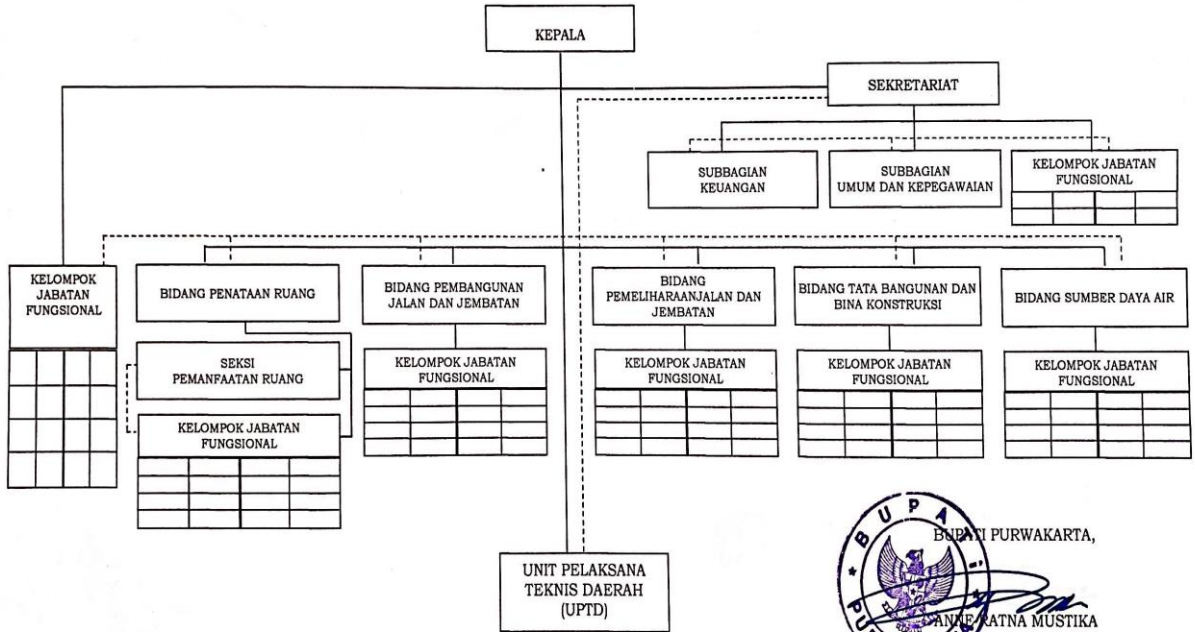 KEPALA
SEKRETARIAT
SUBBAGIAN
KEUANGAN
SUBBAGIAN
UMUM DAN KEPEGAWAIAN
KELOMPOK JABATAN
FUNGSIONAL
KELOMPOK
JABATAN
FUNGSIONAL
BIDANG PENATAAN RUANG
BIDANG PEMBANGUNAN
JALAN DAN JEMBATAN
BIDANG
PEMELIHARAANJALAN DAN
JEMBATAN
BIDANG TATA BANGUNAN DAN
BINA KONSTRUKSI
BIDANG SUMBER DAYA AIR
SEKSI
PEMANFAATAN RUANG
KELOMPOK JABATAN
FUNGSIONAL
KELOMPOK JABATAN
FUNGSIONAL
KELOMPOK JABATAN
FUNGSIONAL
KELOMPOK JABATAN
FUNGSIONAL
KELOMPOK JABATAN
FUNGSIONAL
UNIT PELAKSANA
TEKNIS DAERAH
(UPTD)
BUPATI PURWAKARTA,
ANNE RATNA MUSTIKA
BUPATI